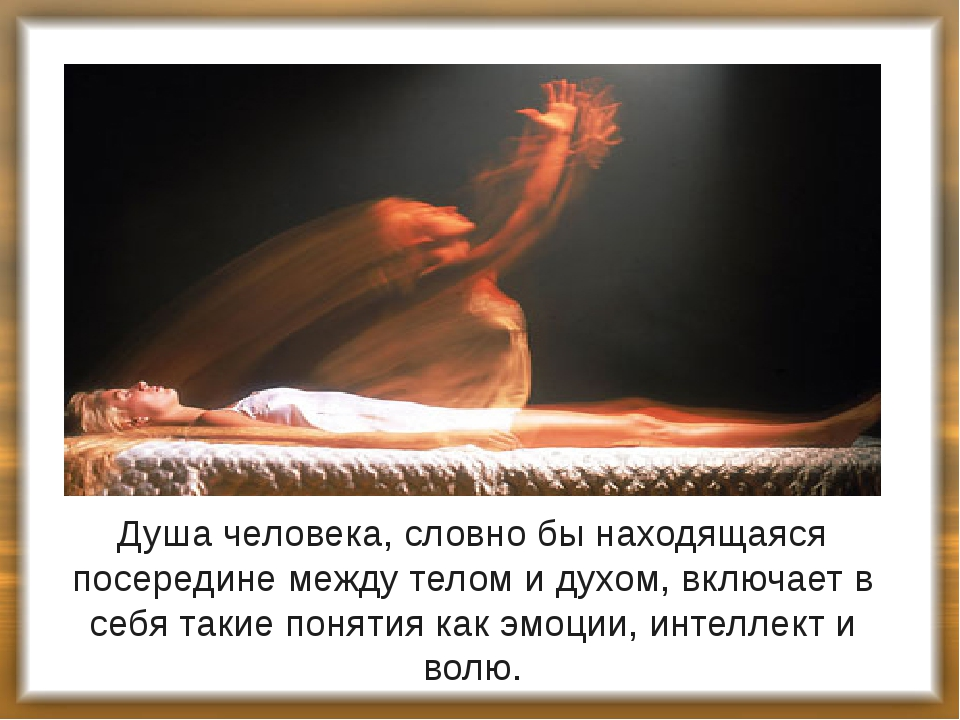 Душа человека, словно бы находящаяся
посередине между телом и духом, включает в
себя такие понятия как эмоции, интеллект и
волю.